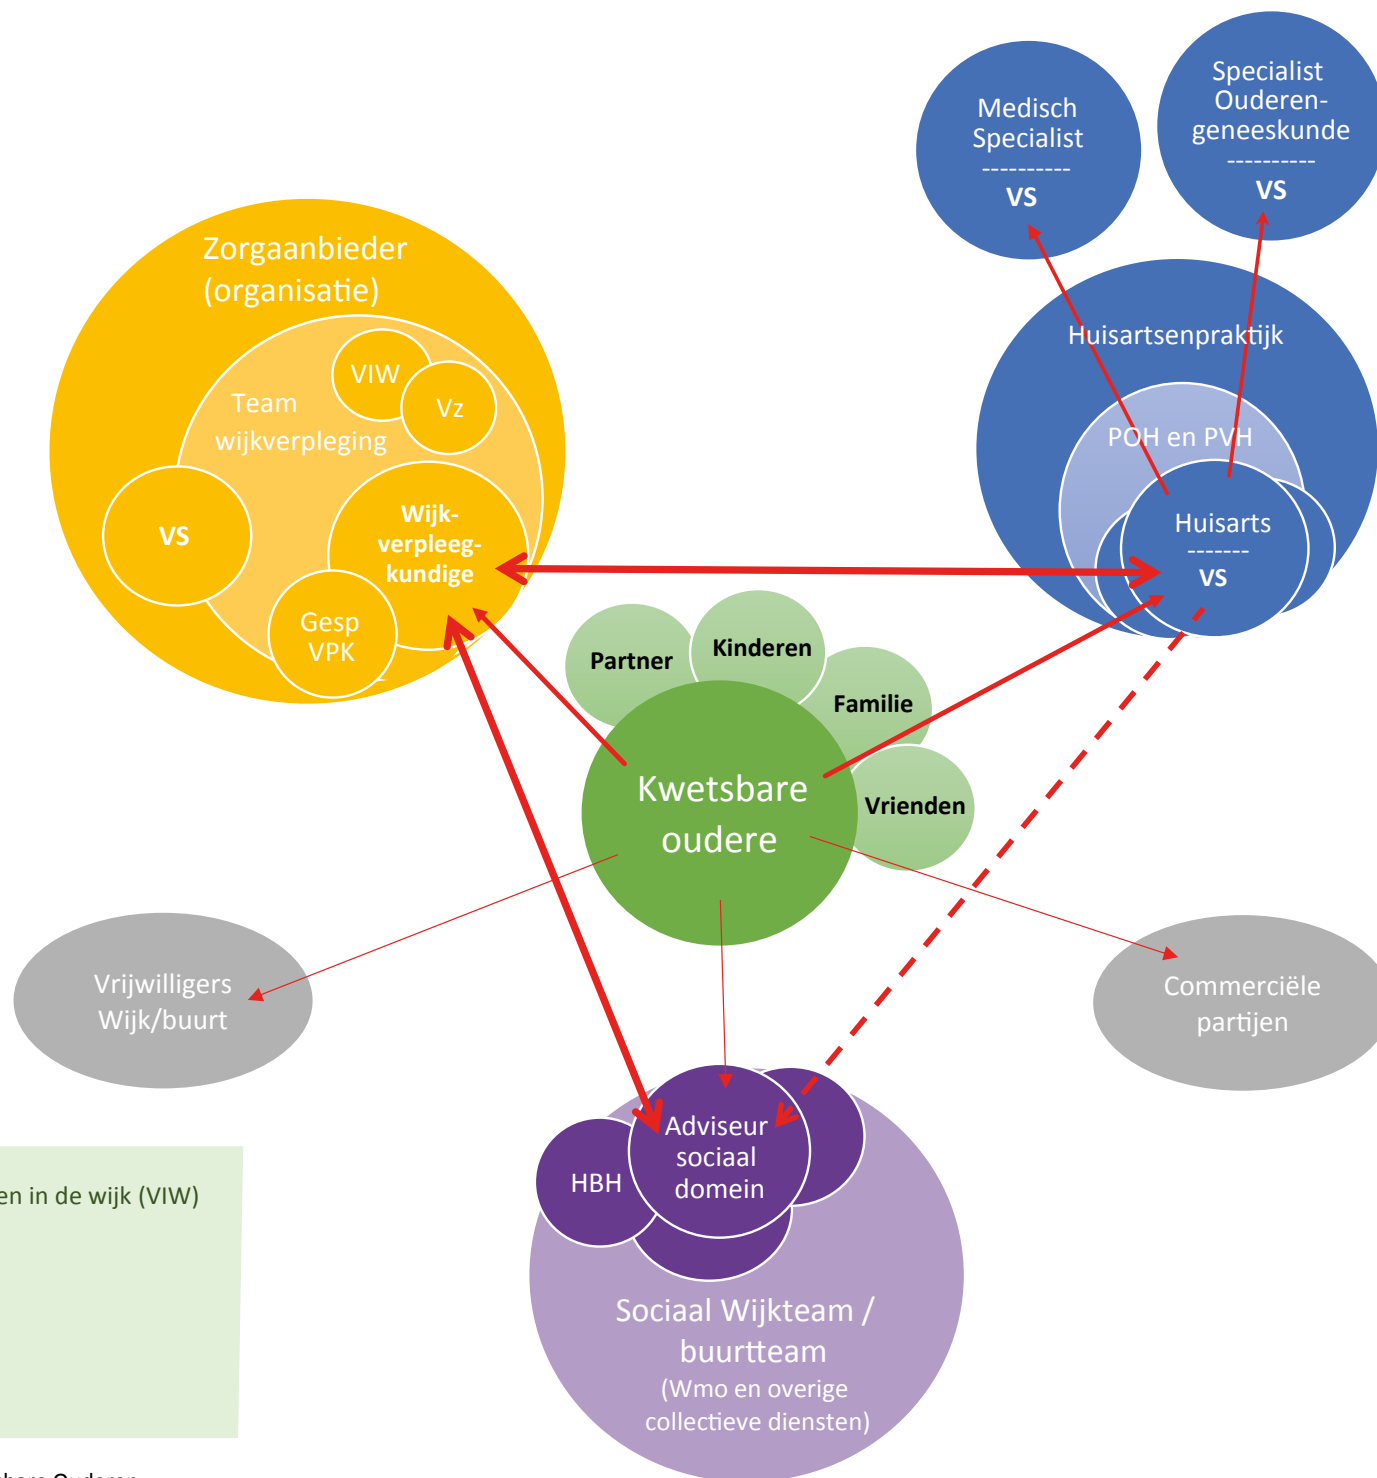 Specialist
Ouderen-
geneeskunde
----------
VS
Medisch
Specialist
----------
VS
Zorgaanbieder
(organisatie)
Huisartsenpraktijk
VIW
Vz
Team
wijkverpleging
POH en PVH
Wijk-
verpleeg-
kundige
VS
Huisarts
-------
VS
Gesp
VPK
Partner
Kinderen
Familie
Vrienden
Kwetsbare
oudere
Vrijwilligers
Wijk/buurt
Commerciële
partijen
Adviseur
sociaal
domein
HBH
en in de wijk (VIW)
Sociaal Wijkteam /
buurtteam
(Wmo en overige
collectieve diensten)